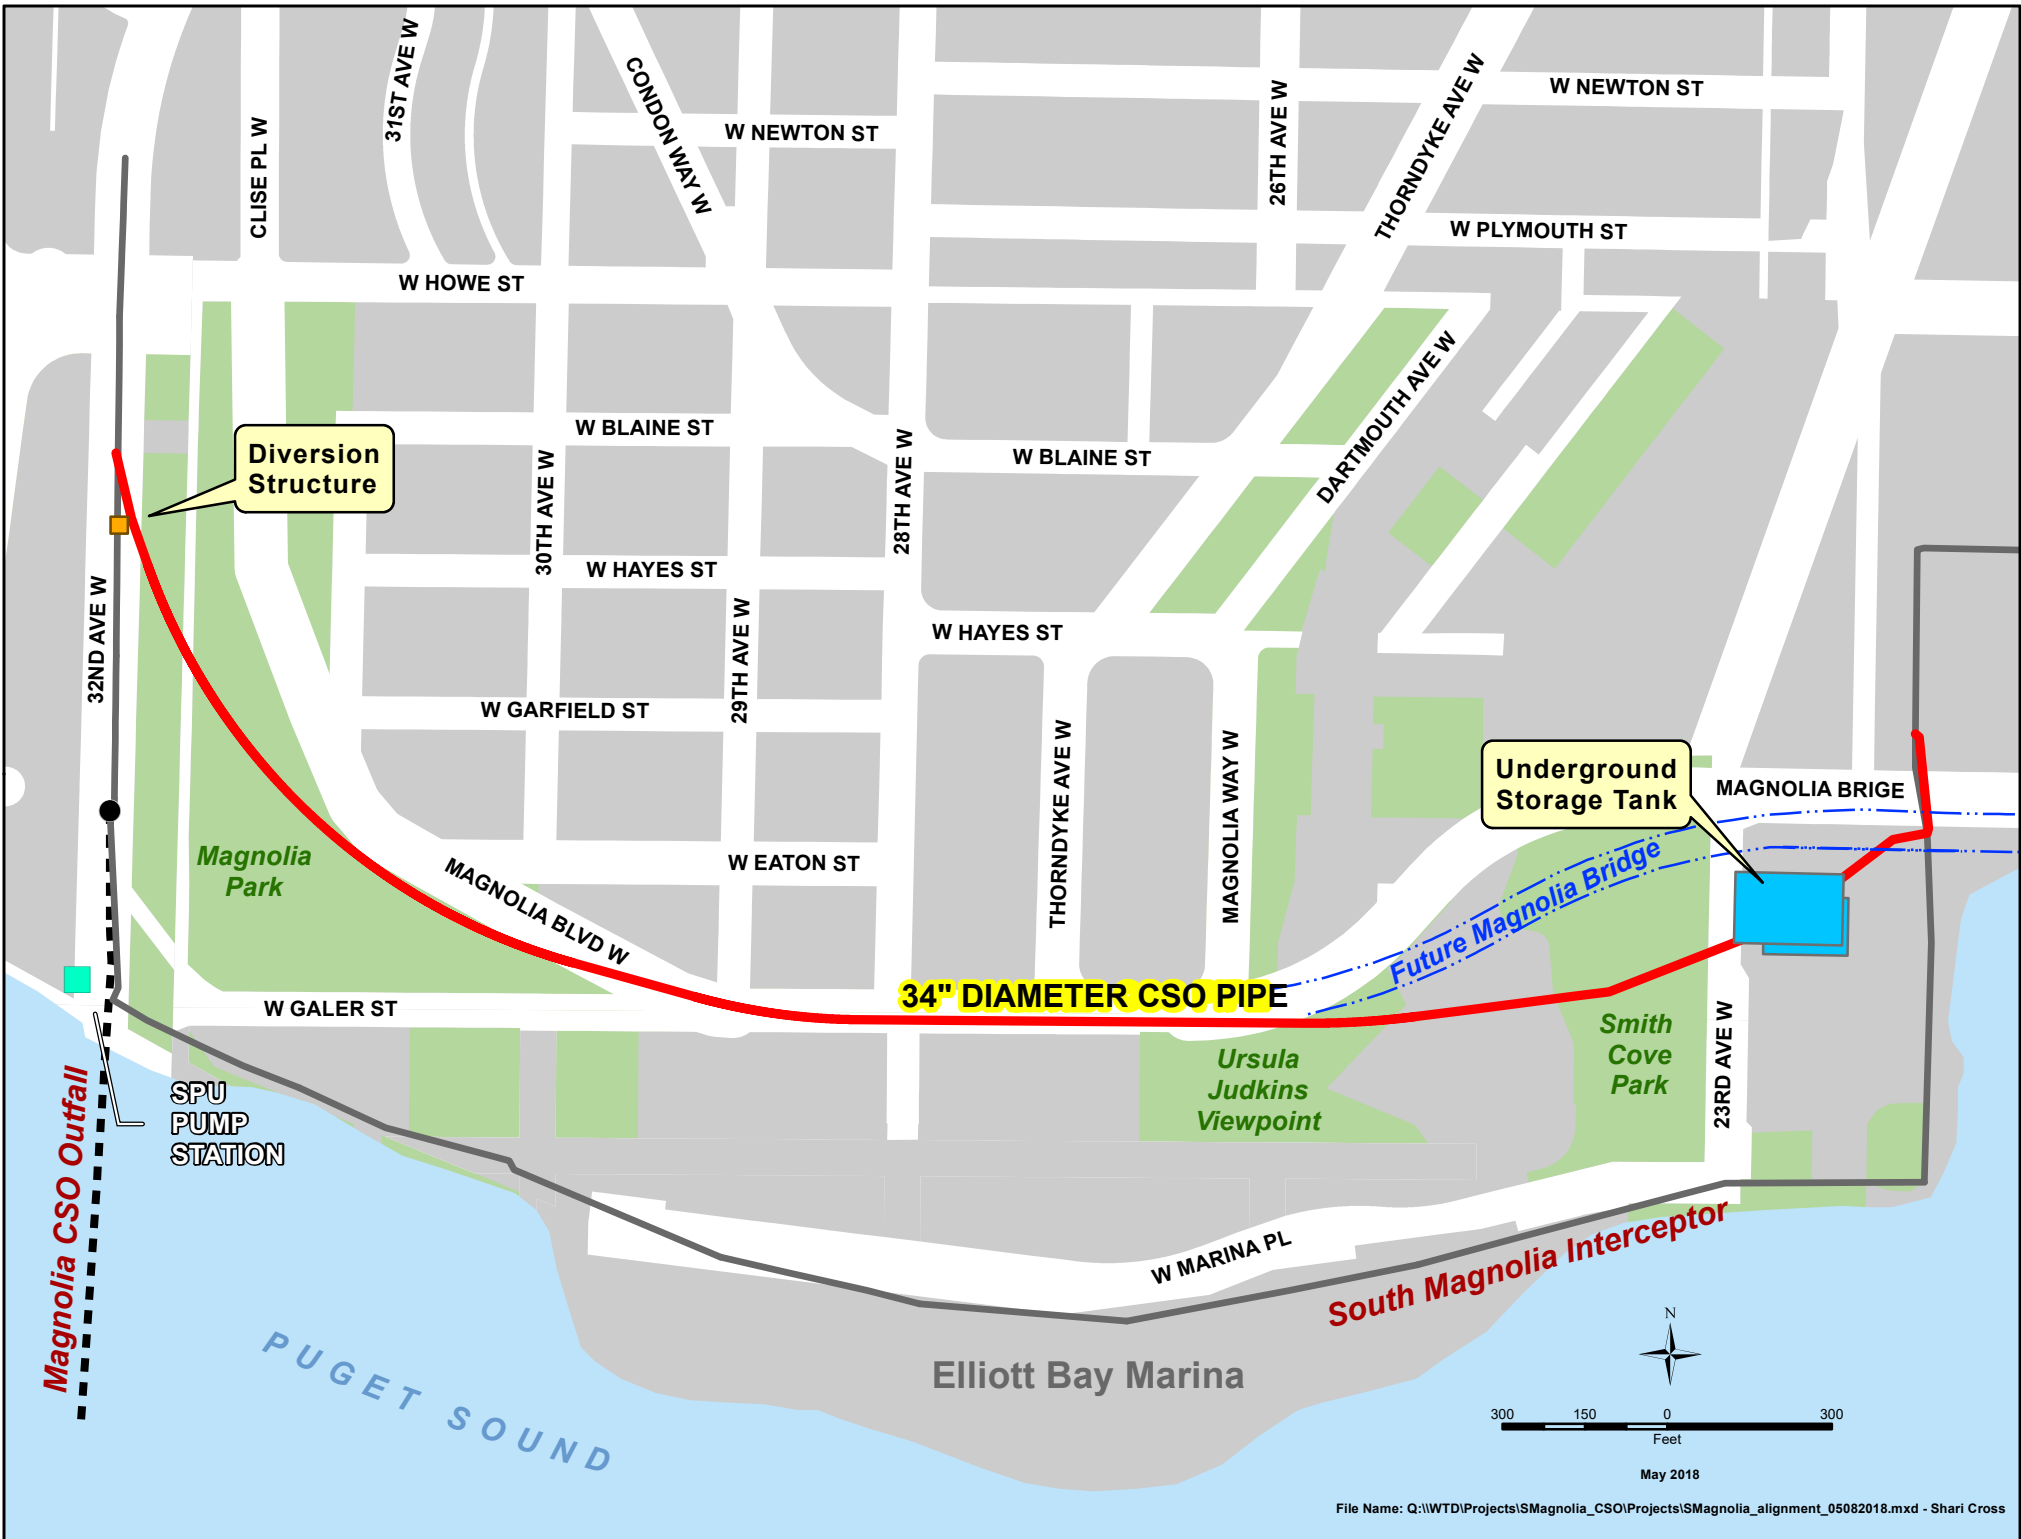 31ST AVE W
CONDON WAY W
W NEWTON ST
26TH AVE W
THORNDYKE AVE W
W NEWTON ST
CLISE PL W
W PLYMOUTH ST
W HOWE ST
W BLAINE ST
W BLAINE ST
DARTMOUTH AVE W
Diversion
Structure
30TH AVE W
28TH AVE W
W HAYES ST
32ND AVE W
29TH AVE W
W HAYES ST
W GARFIELD ST
THORNDYKE AVE W
MAGNOLIA WAY W
Underground
Storage Tank
MAGNOLIA BRIGE
Magnolia
Park
MAGNOLIA BLVD W
W EATON ST
Future Magnolia Bridge
34" DIAMETER CSO PIPE
W GALER ST
Smith
Cove
Park
23RD AVE W
Ursula
Judkins
Viewpoint
SPU
PUMP
STATION
Magnolia CSO Outfall
W MARINA PL
South Magnolia Interceptor
PUGET SOUND
Elliott Bay Marina
N
300 150 0 300
Feet
May 2018
File Name: Q:\\WTD\Projects\SMagnolia_CSO\Projects\SMagnolia_alignment_05082018.mxd - Shari Cross